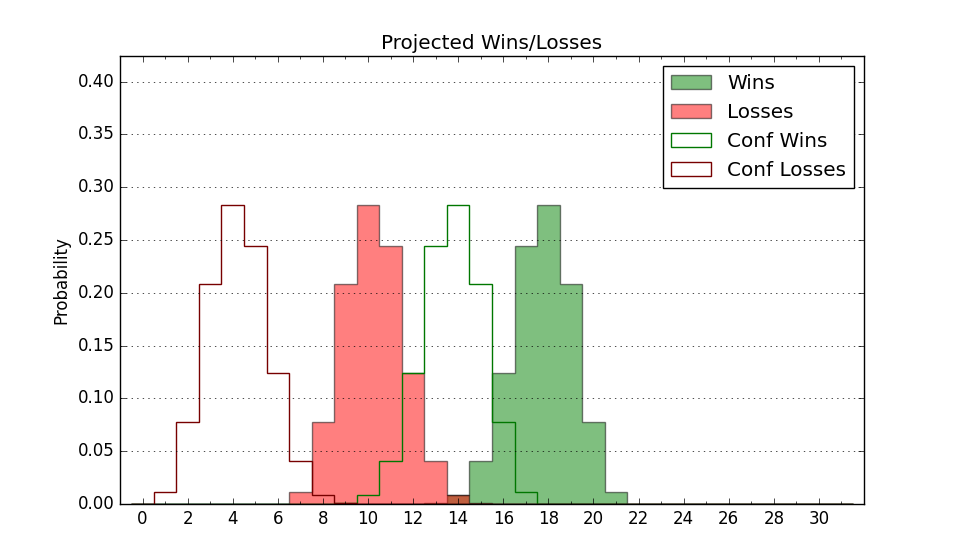 Projected Wins/Losses
0.40
0.35
0.30
0.25
0.20
0.15
0.10
0.05
0.00
Probability
Wins
Losses
Conf Wins
Conf Losses
0 2 4 6 8 10 12 14 16 18 20 22 24 26 28 30